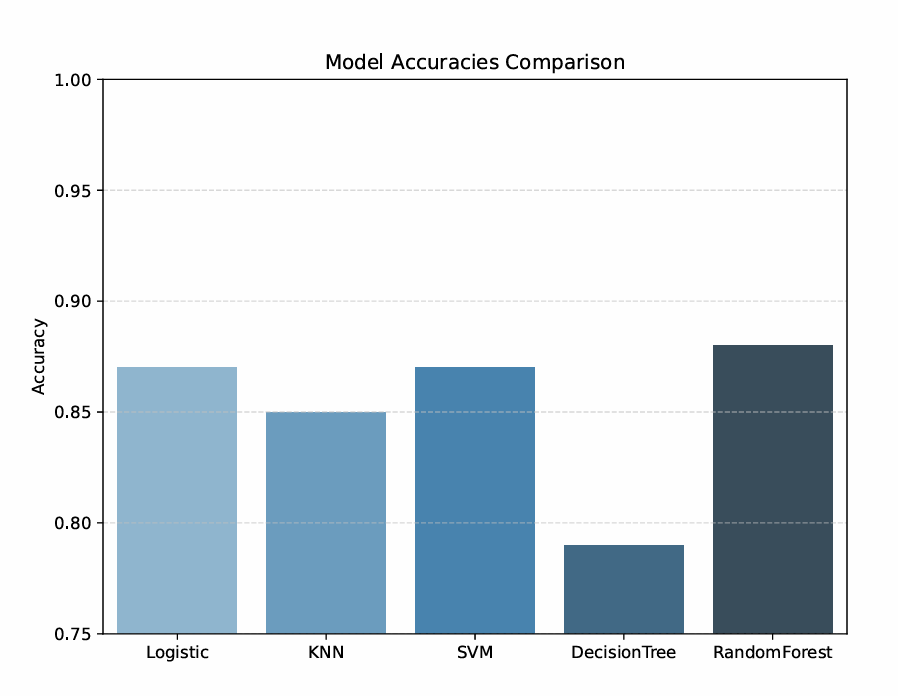 Model Accuracies Comparison
1.00
0.95
0.90
0.85
0.80
0.75
Accuracy
Logistic KNN SVM DecisionTree RandomForest